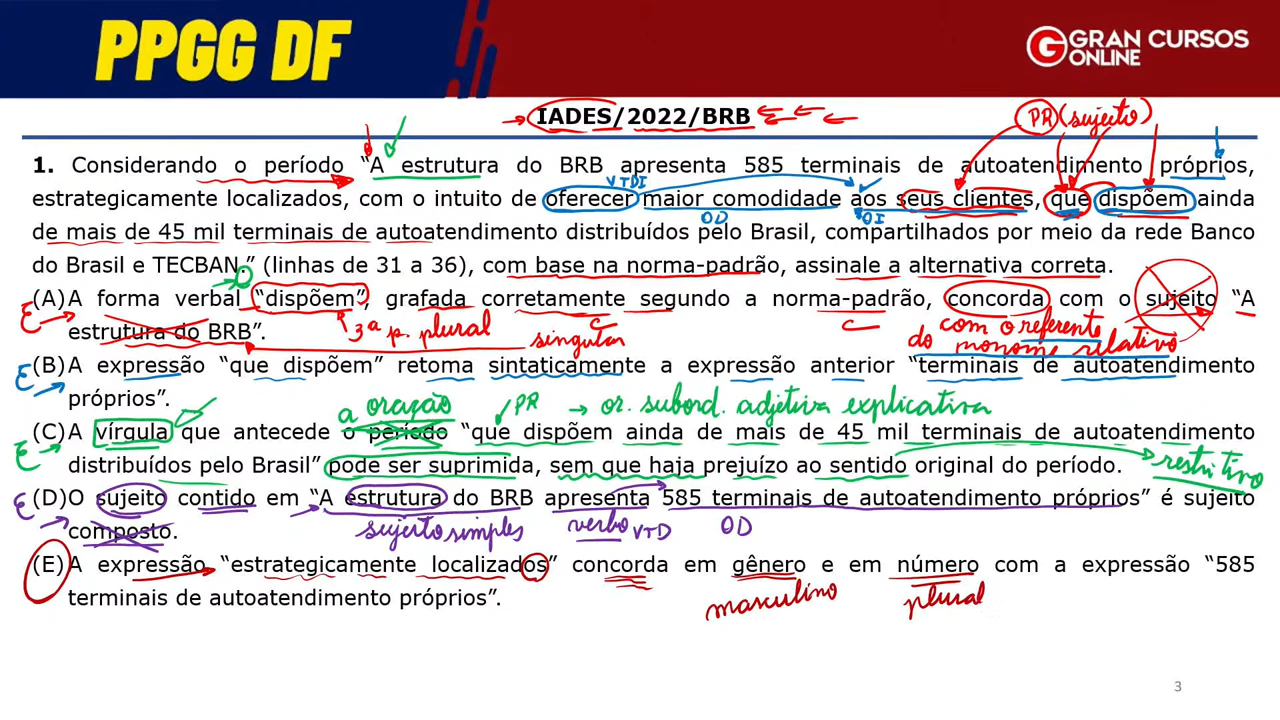 PPGG DF
GRAN CURSOS
ONLINE
IADES/2022/BRB
PR (sujeito)
1. Considerando o período “A estrutura do BRB apresenta 585 terminais de autoatendimento próprios,
VTDI
estrategicamente localizados, com o intuito de oferecer maior comodidade aos seus clientes, que dispõem ainda
OD
OI
de mais de 45 mil terminais de autoatendimento distribuídos pelo Brasil, compartilhados por meio da rede Banco
do Brasil e TECBAN.” (linhas de 31 a 36), com base na norma-padrão, assinale a alternativa correta.
E (A) A forma verbal “dispõem”, grafada corretamente segundo a norma-padrão, concorda com o sujeito “A
estrutura do BRB”.
3ª p. plural
singular
C
C
com o referente
do pronome relativo
E (B) A expressão “que dispõem” retoma sintaticamente a expressão anterior “terminais de autoatendimento
próprios”.
a oração
PR → or. subord. adjetiva explicativa
E (C) A vírgula que antecede o período “que dispõem ainda de mais de 45 mil terminais de autoatendimento
distribuídos pelo Brasil” pode ser suprimida, sem que haja prejuízo ao sentido original do período.
restritivo
E (D) O sujeito contido em “A estrutura do BRB apresenta 585 terminais de autoatendimento próprios” é sujeito
composto.
sujeito simples
verbo VTD
OD
(E) A expressão “estrategicamente localizados” concorda em gênero e em número com a expressão “585
terminais de autoatendimento próprios”.
masculino
plural
3